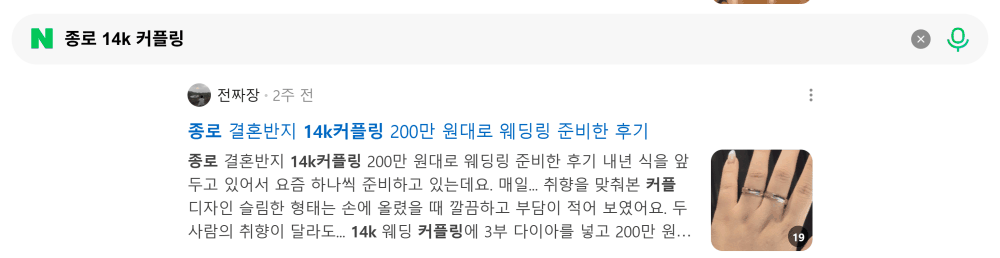 종로 14k 커플링
전짜장 · 2주 전
종로 결혼반지 14k커플링 200만 원대로 웨딩링 준비한 후기
종로 결혼반지 14k커플링 200만 원대로 웨딩링 준비한 후기 내년 식을 앞
두고 있어서 요즘 하나씩 준비하고 있는데요. 매일... 취향을 맞춰본 커플
디자인 슬림한 형태는 손에 올렸을 때 깔끔하고 부담이 적어 보였어요. 두
사람의 취향이 달라도... 14k 웨딩 커플링에 3부 다이아를 넣고 200만 원...
19